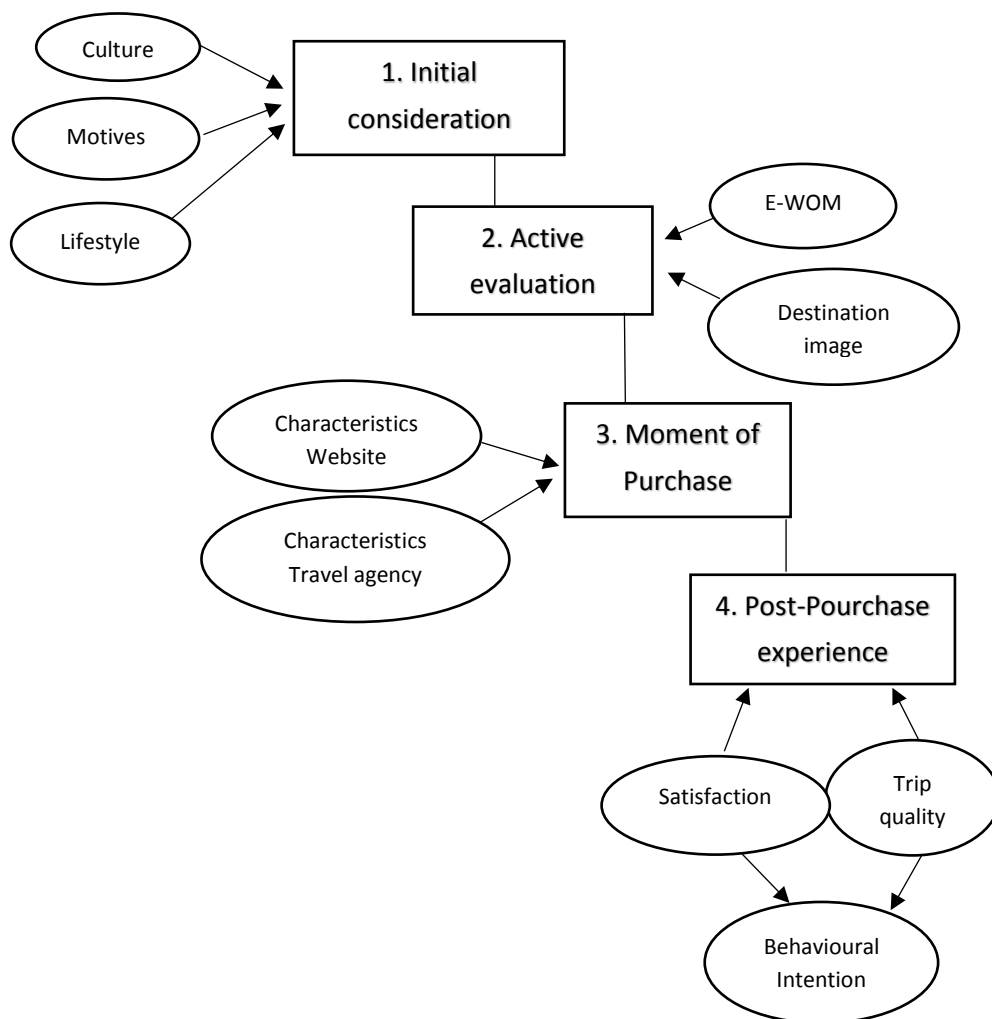 Culture
1. Initial
consideration
Motives
Lifestyle
E-WOM
2. Active
evaluation
Destination
image
Characteristics
Website
3. Moment of
Purchase
Characteristics
Travel agency
4. Post-Pourchase
experience
Satisfaction
Trip
quality
Behavioural
Intention